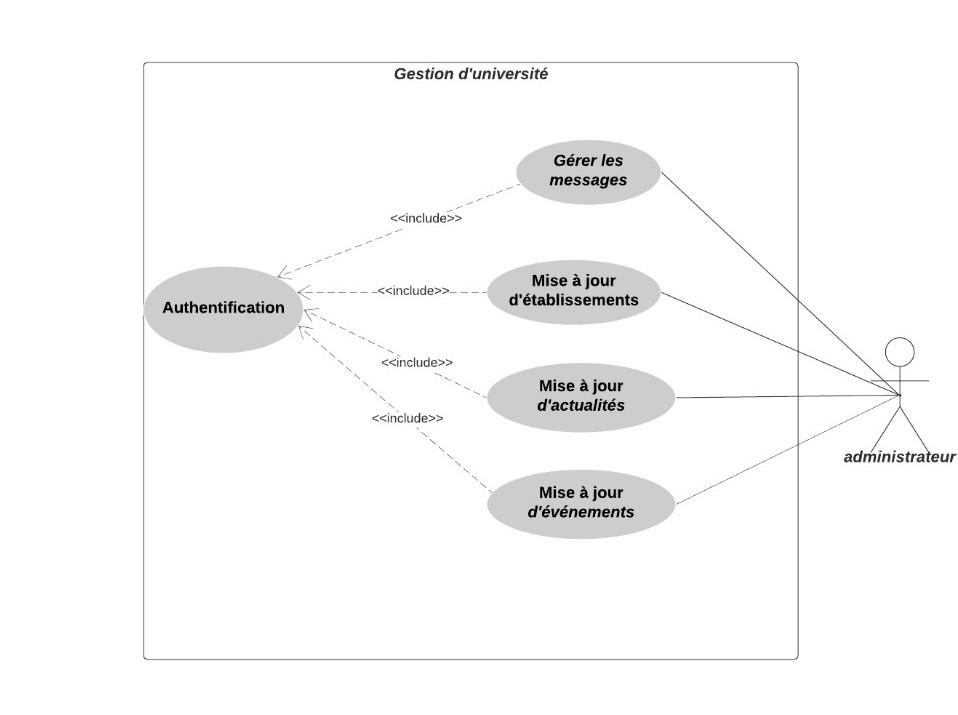 Gestion d'université
Gérer les
messages
<<include>>
Mise à jour
d'établissements
<<include>>
Authentification
<<include>>
Mise à jour
d'actualités
<<include>>
administrateur
Mise à jour
d'événements